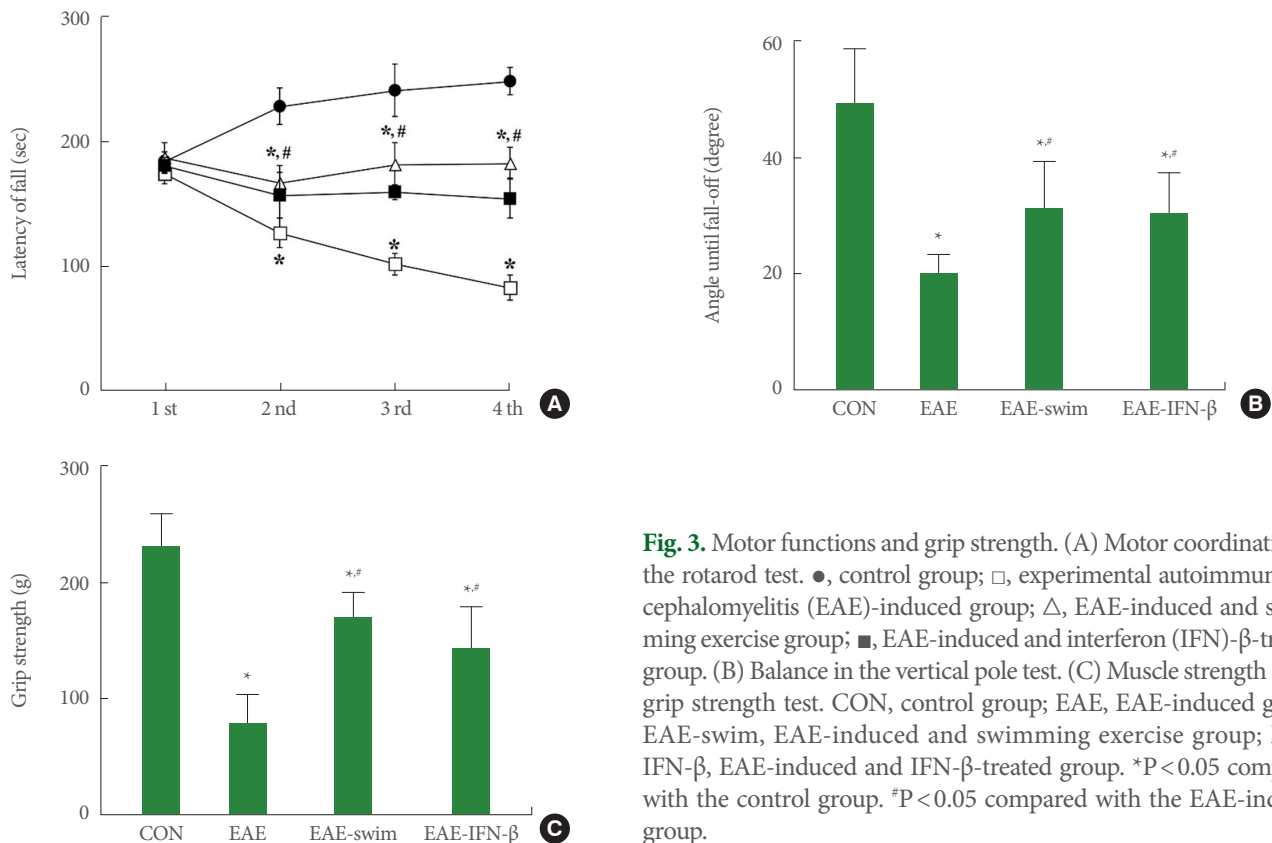 300
200
100
0
Latency of fall (sec)
*,#
*,#
*,#
*
*
*
1 st 2 nd 3 rd 4 th
A
60
40
20
0
Angle until fall-off (degree)
*
*,#
*,#
CON EAE EAE-swim EAE-IFN-β
B
300
200
100
0
Grip strength (g)
*
*,#
*,#
CON EAE EAE-swim EAE-IFN-β
C
Fig. 3. Motor functions and grip strength. (A) Motor coordinati
the rotarod test. ●, control group; □, experimental autoimmun
cephalomyelitis (EAE)-induced group; △, EAE-induced and s
ming exercise group; ■, EAE-induced and interferon (IFN)-β-tr
group. (B) Balance in the vertical pole test. (C) Muscle strength
grip strength test. CON, control group; EAE, EAE-induced g
EAE-swim, EAE-induced and swimming exercise group;
IFN-β, EAE-induced and IFN-β-treated group. *P<0.05 comp
with the control group. #P<0.05 compared with the EAE-ind
group.